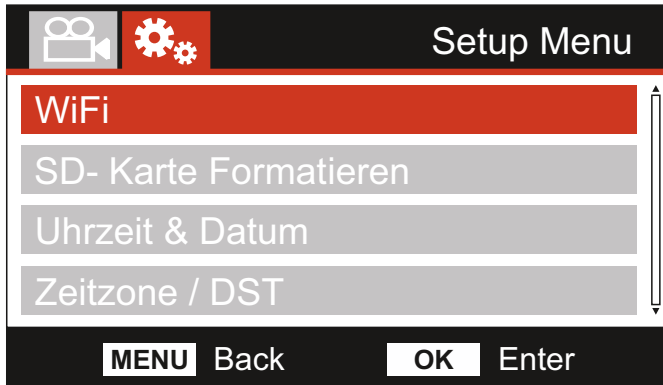 Setup Menu
WiFi
SD- Karte Formatieren
Uhrzeit & Datum
Zeitzone / DST
MENU Back OK Enter